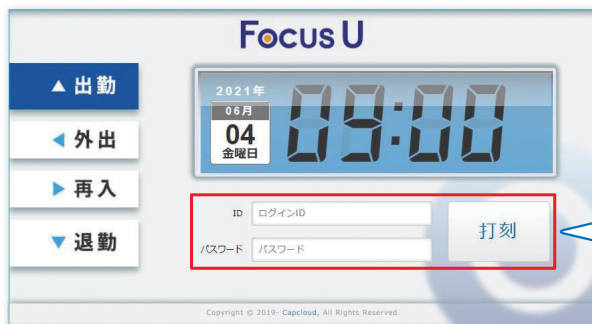 Focus U
▲ 出勤
◀ 外出
▶ 再入
▼ 退勤
2021年
06月
04
金曜日
09:00
ID ログインID
パスワード パスワード
打刻
Copyright © 2019- Capcloud, All Rights Reserved.